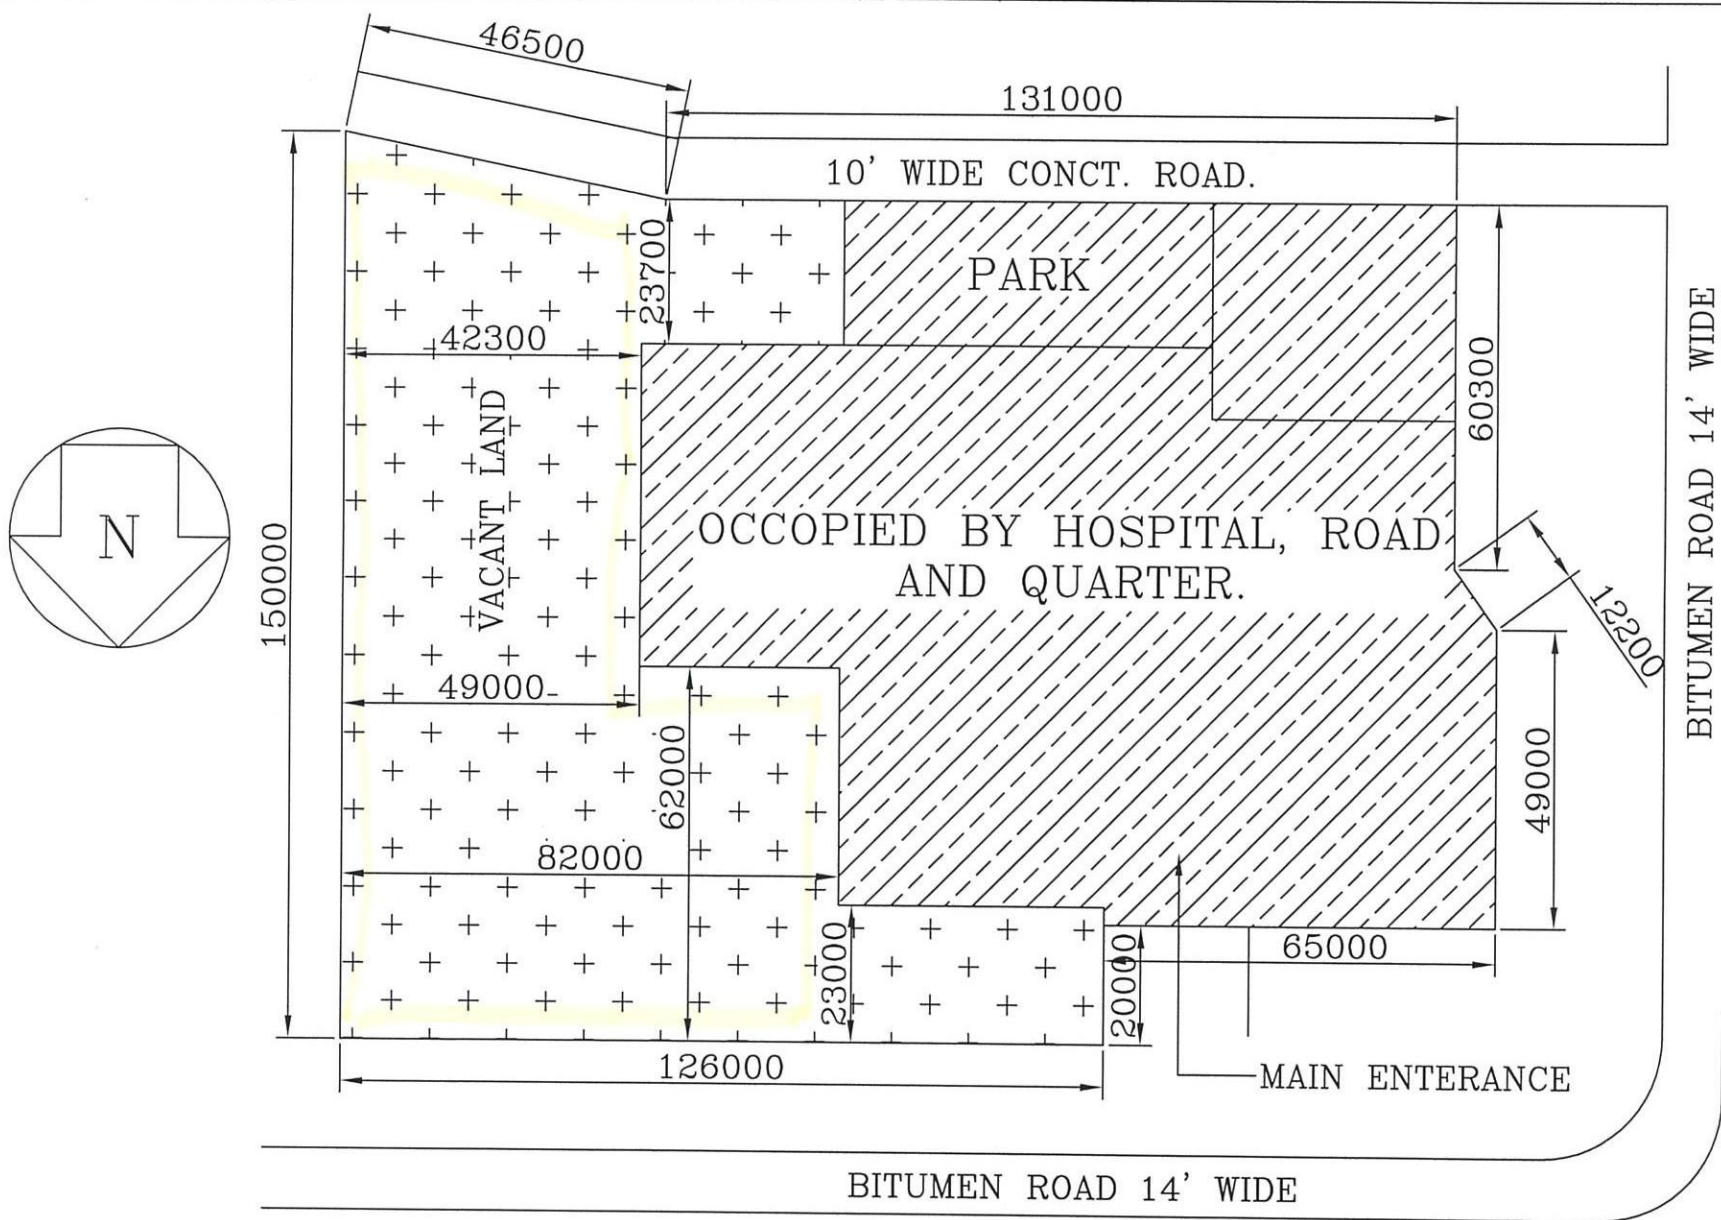 46500
131000
10' WIDE CONCT. ROAD.
23700
PARK
42300
60300
BITUMEN ROAD 14' WIDE
VACANT LAND
N
150000
OCCOPIED BY HOSPITAL, ROAD
AND QUARTER.
12200
49000
62000
49000
82000
23000
20000
65000
126000
MAIN ENTERANCE
BITUMEN ROAD 14' WIDE